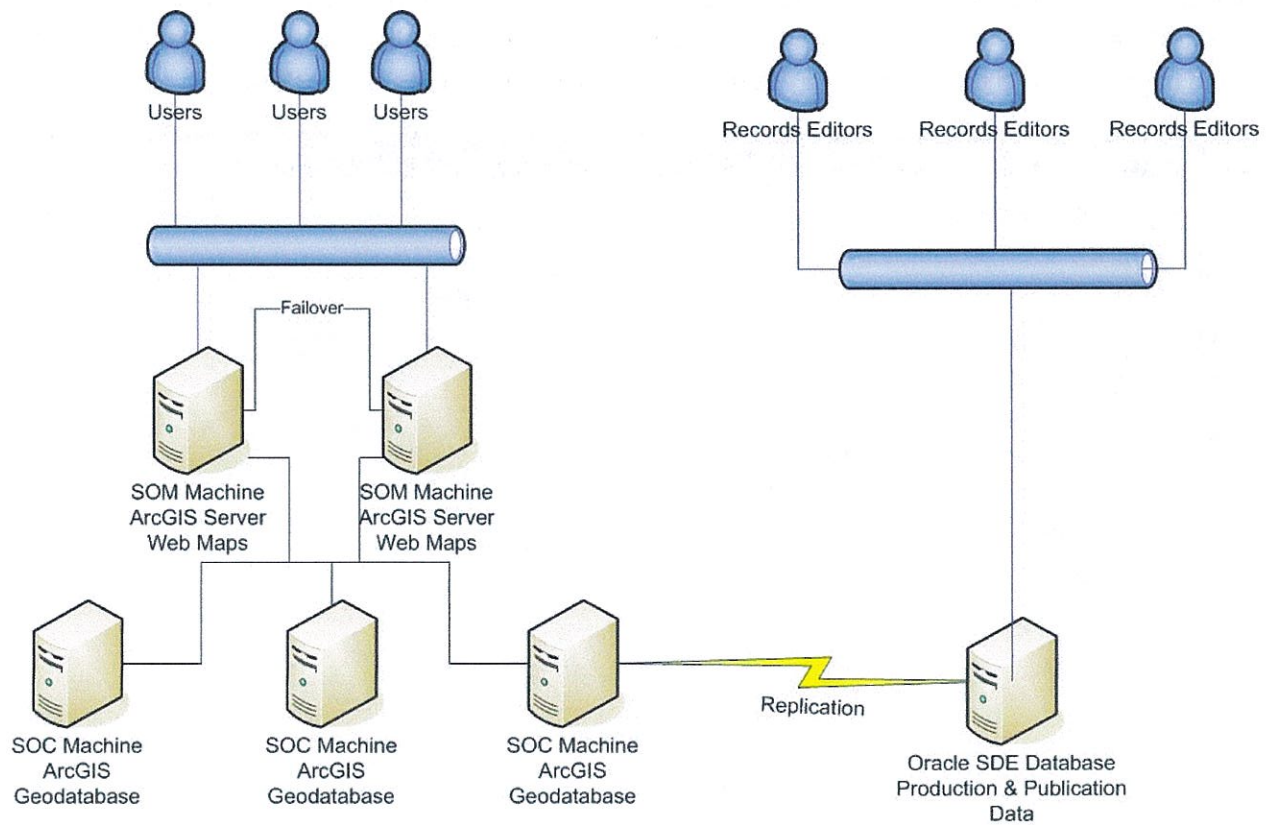 Users
Users
Users
Records Editors
Records Editors
Records Editors
Failover
SOM Machine
ArcGIS Server
Web Maps
SOM Machine
ArcGIS Server
Web Maps
SOC Machine
ArcGIS
Geodatabase
SOC Machine
ArcGIS
Geodatabase
SOC Machine
ArcGIS
Geodatabase
Replication
Oracle SDE Database
Production & Publication
Data